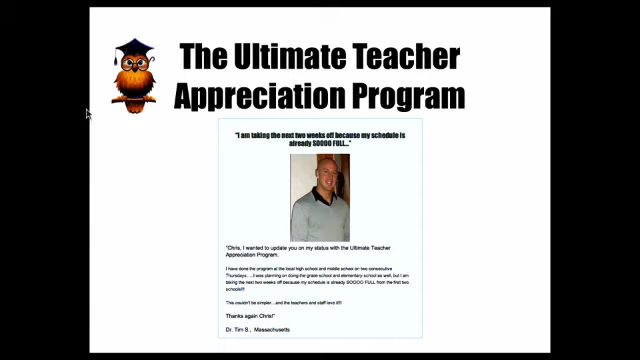 The Ultimate Teacher
Appreciation Program
"I am taking the next two weeks off because my schedule is
already SOOOO FULL..."
"Chris, I wanted to update you on my status with the Ultimate Teacher
Appreciation Program.
I have done the program at the local high school and middle school on two consecutive
Thursdays.....I was planning on doing the grade-school and elementary school as well, but I am
taking the next two weeks off because my schedule is already SOOOO FULL from the first two
schools!!!
This couldn't be simpler...and the teachers and staff love it!!!
Thanks again Chris!"
Dr. Tim S., Massachusetts